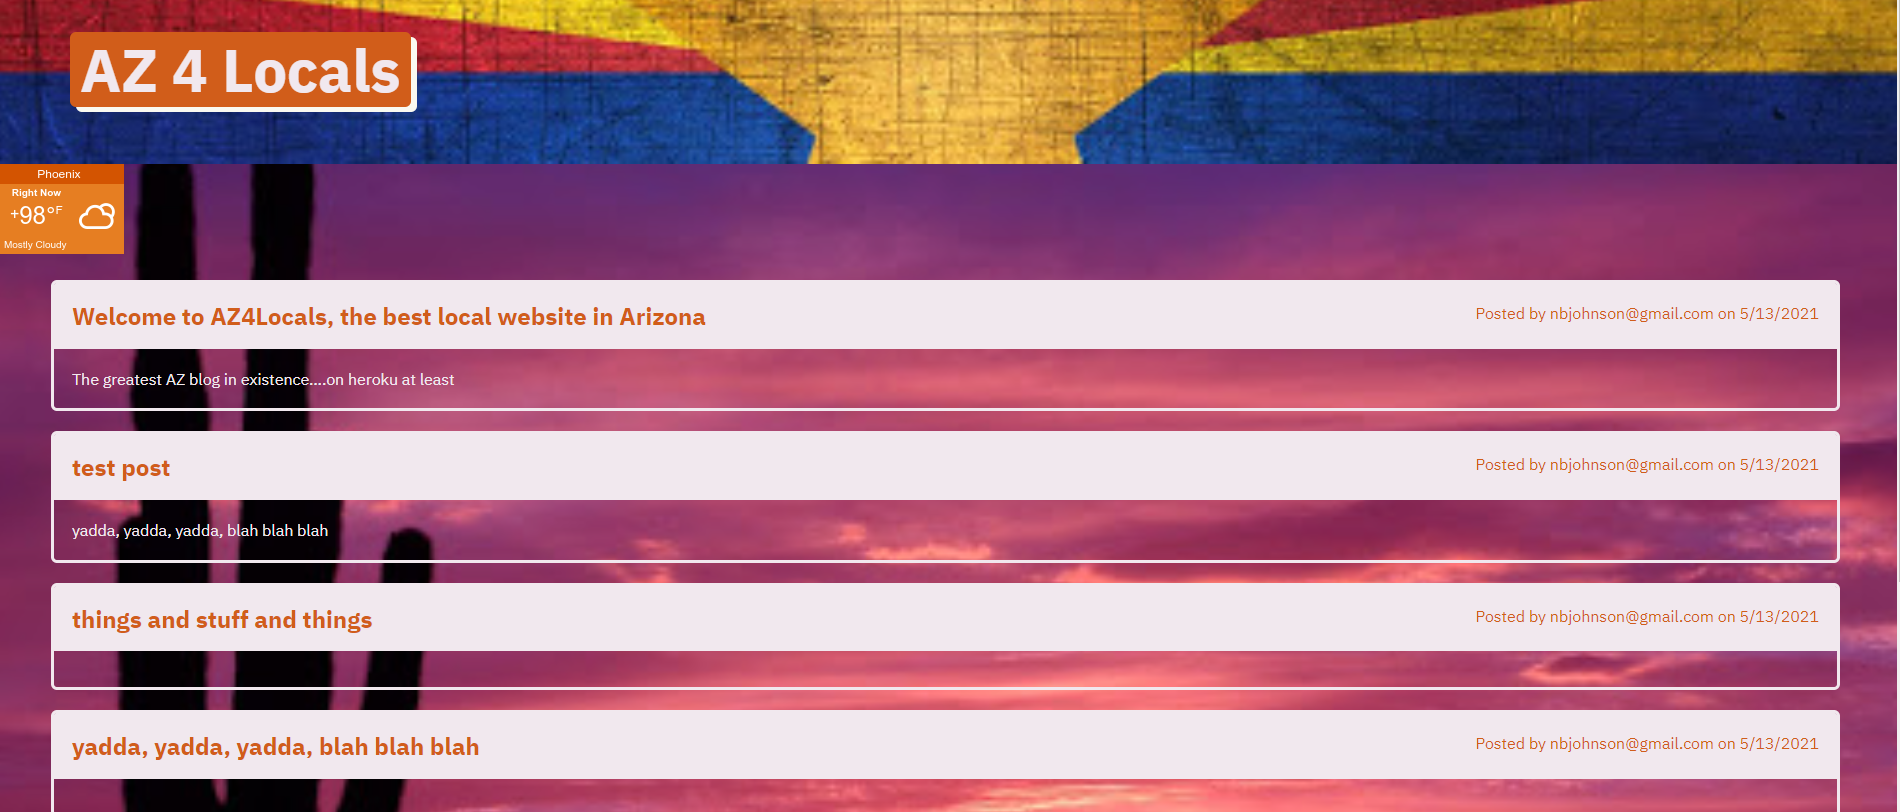 AZ 4 Locals
Phoenix
Right Now
+98°F
Mostly Cloudy
Welcome to AZ4Locals, the best local website in Arizona
Posted by nbjohnson@gmail.com on 5/13/2021
The greatest AZ blog in existence....on heroku at least
test post
Posted by nbjohnson@gmail.com on 5/13/2021
yadda, yadda, yadda, blah blah blah
things and stuff and things
Posted by nbjohnson@gmail.com on 5/13/2021
yadda, yadda, yadda, blah blah blah
Posted by nbjohnson@gmail.com on 5/13/2021